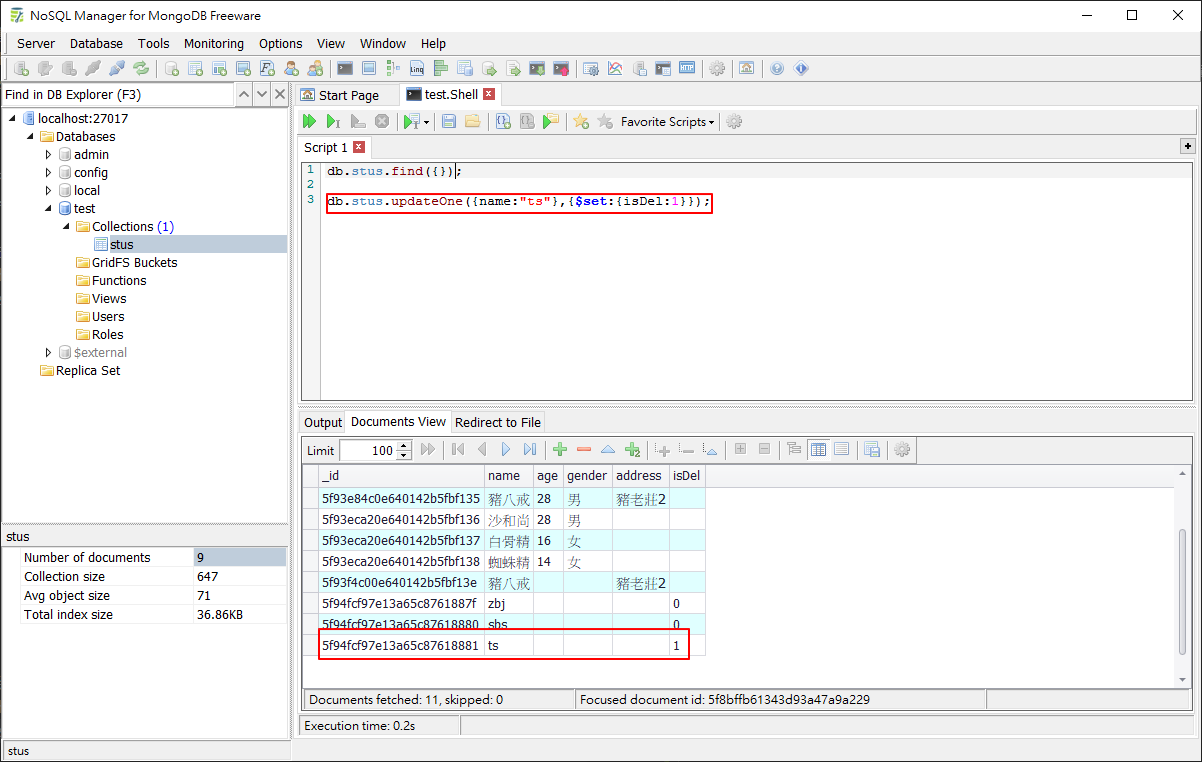 NoSQL Manager for MongoDB Freeware
Server Database Tools Monitoring Options View Window Help
Find in DB Explorer (F3)
localhost:27017
Databases
admin
config
local
test
Collections (1)
stus
GridFS Buckets
Functions
Views
Users
Roles
$external
Replica Set
stus
Number of documents 9
Collection size 647
Avg object size 71
Total index size 36.86KB
stus
Start Page test.Shell
Favorite Scripts
Script 1
1 db.stus.find({});
2
3 db.stus.updateOne({name:"ts"},{$set:{isDel:1}});
Output Documents View Redirect to File
Limit 100
_id name age gender address isDel
5f93e84c0e640142b5fbf135 豬八戒 28 男 豬老莊2
5f93eca20e640142b5fbf136 沙和尚 28 男
5f93eca20e640142b5fbf137 白骨精 16 女
5f93eca20e640142b5fbf138 蜘蛛精 14 女
5f93f4c00e640142b5fbf13e 豬八戒 豬老莊2
5f94fcf97e13a65c8761887f zbj 0
5f94fcf97e13a65c87618880 sbs 0
5f94fcf97e13a65c87618881 ts 1
Documents fetched: 11, skipped: 0 Focused document id: 5f8bffb61343d93a47a9a229
Execution time: 0.2s